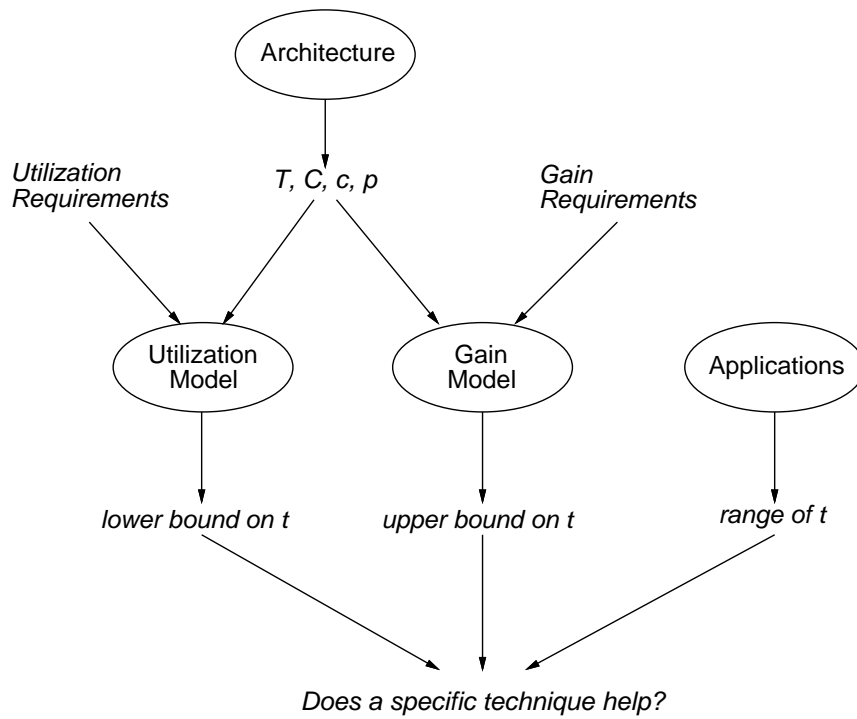 Architecture
Utilization
Requirements
T, C, c, p
Gain
Requirements
Utilization
Model
Gain
Model
Applications
lower bound on t
upper bound on t
range of t
Does a specific technique help?